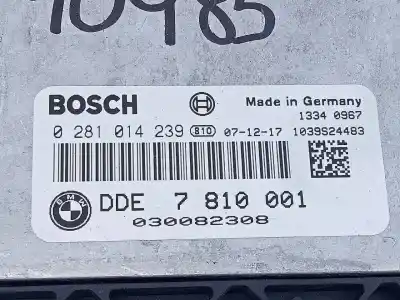 10985
BOSCH
Made in Germany
1334 0967
0 281 014 239 810 07-12-17 1039S24483
BMW
DDE 7 810 001
030082308